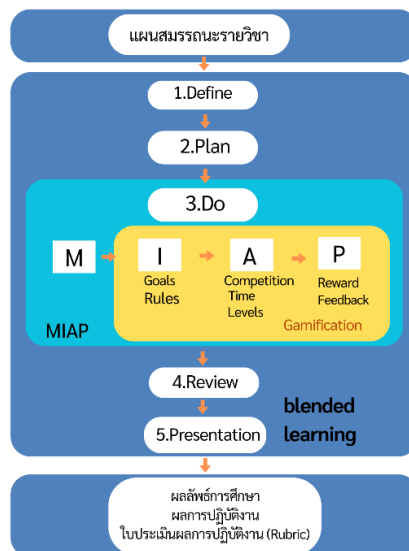 แผนสมรรถนะรายวิชา
1.Define
2.Plan
3.Do
M
I
A
P
Goals
Rules
Competition
Time
Levels
Reward
Feedback
MIAP
Gamification
4.Review
blended
learning
5.Presentation
ผลลัพธ์การศึกษา
ผลการปฏิบัติงาน
ใบประเมินผลการปฏิบัติงาน (Rubric)